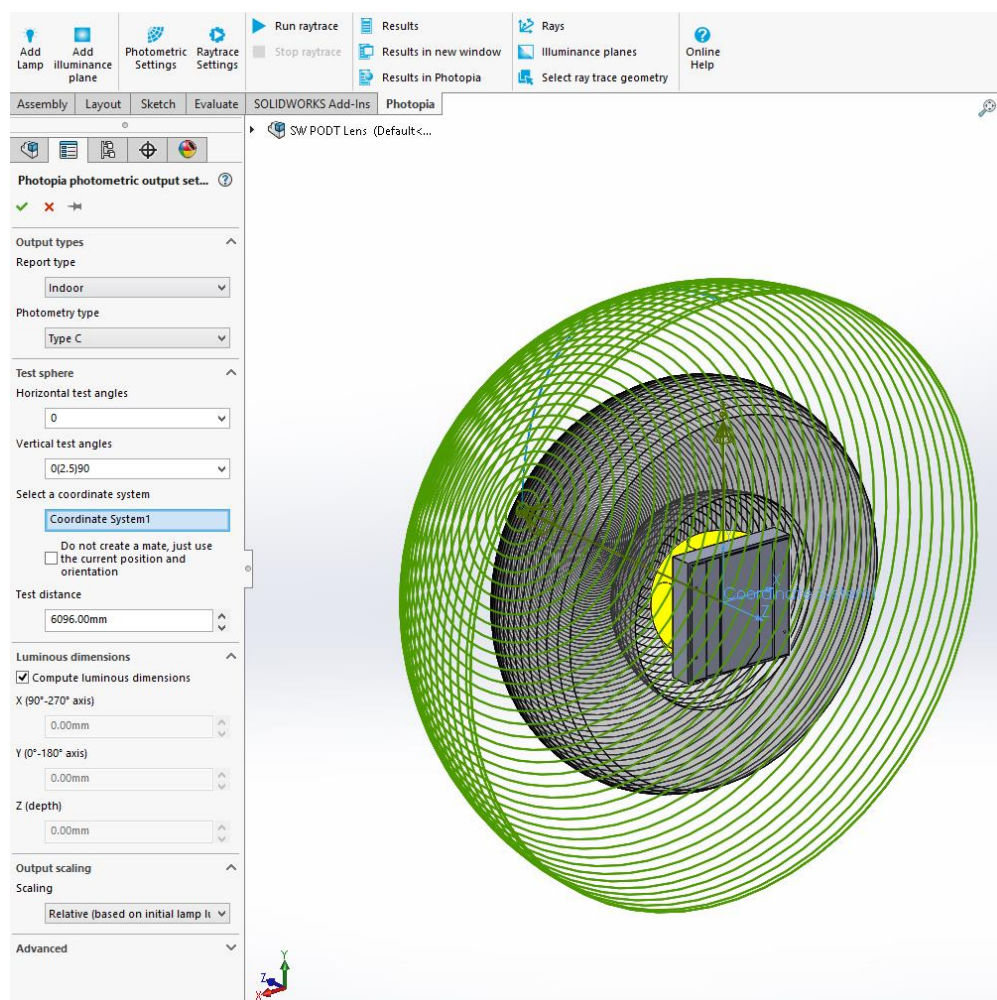 Add Lamp
Add illuminance plane
Photometric Settings
Raytrace Settings
Run raytrace
Stop raytrace
Results
Results in new window
Results in Photopia
Rays
Illuminance planes
Select ray trace geometry
Online Help
Assembly
Layout
Sketch
Evaluate
SOLIDWORKS Add-Ins
Photopia
SW PODT Lens (Default<...
Photopia photometric output set...
Output types
Report type
Indoor
Photometry type
Type C
Test sphere
Horizontal test angles
0
Vertical test angles
0(2.5)90
Select a coordinate system
Coordinate System1
Do not create a mate, just use
the current position and
orientation
Test distance
6096.00mm
Luminous dimensions
Compute luminous dimensions
X (90°-270° axis)
0.00mm
Y (0°-180° axis)
0.00mm
Z (depth)
0.00mm
Output scaling
Scaling
Relative (based on initial lamp lu
Advanced
X
Z
Y
Z
X